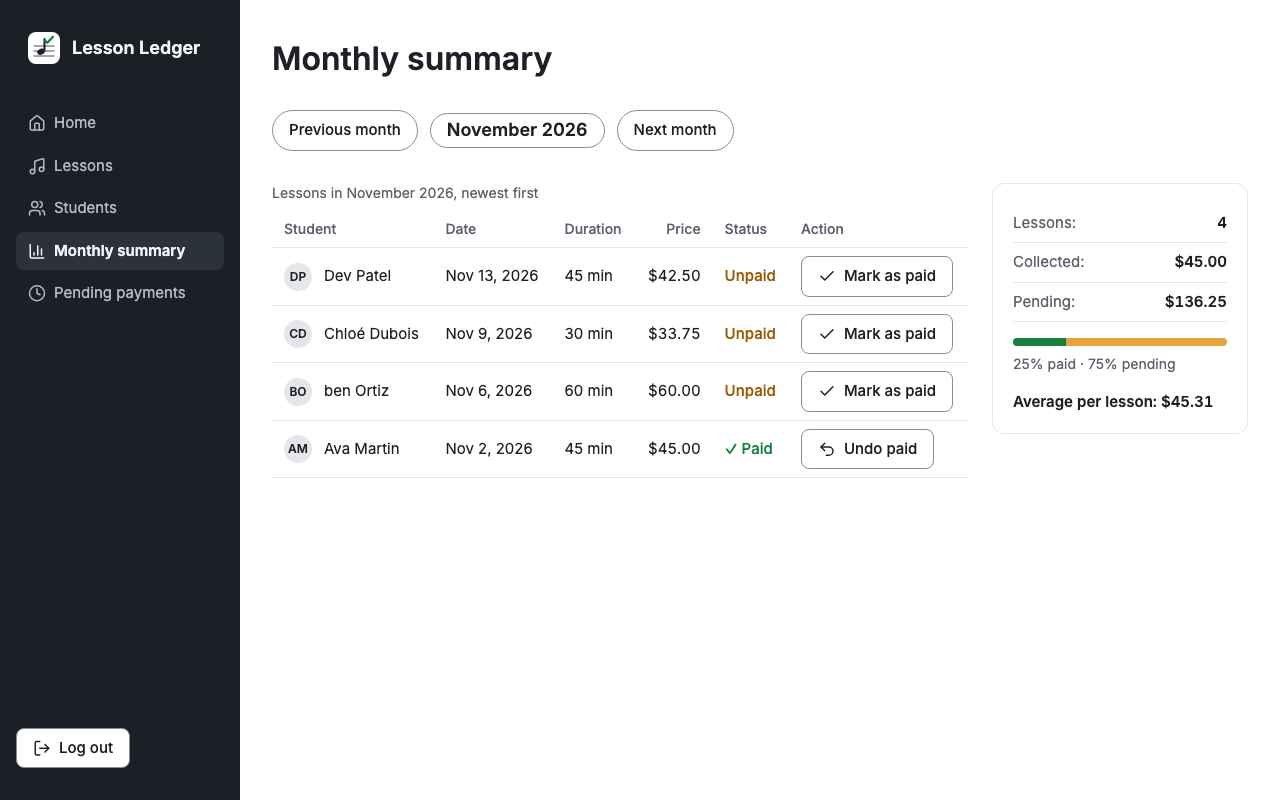 Lesson Ledger
Home
Lessons
Students
Monthly summary
Pending payments
Log out
Monthly summary
Previous month November 2026 Next month
Lessons in November 2026, newest first
Student Date Duration Price Status Action
DP Dev Patel Nov 13, 2026 45 min $42.50 Unpaid Mark as paid
CD Chloé Dubois Nov 9, 2026 30 min $33.75 Unpaid Mark as paid
BO ben Ortiz Nov 6, 2026 60 min $60.00 Unpaid Mark as paid
AM Ava Martin Nov 2, 2026 45 min $45.00 Paid Undo paid
Lessons: 4
Collected: $45.00
Pending: $136.25
25% paid · 75% pending
Average per lesson: $45.31